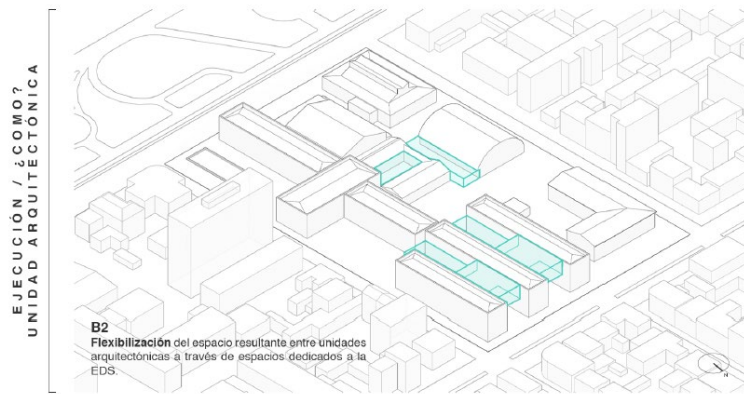 EJECUCIÓN / ¿COMO?
UNIDAD ARQUITECTÓNICA
B2
Flexibilización del espacio resultante entre unidades
arquitectónicas a través de espacios dedicados a la
EDS.
N